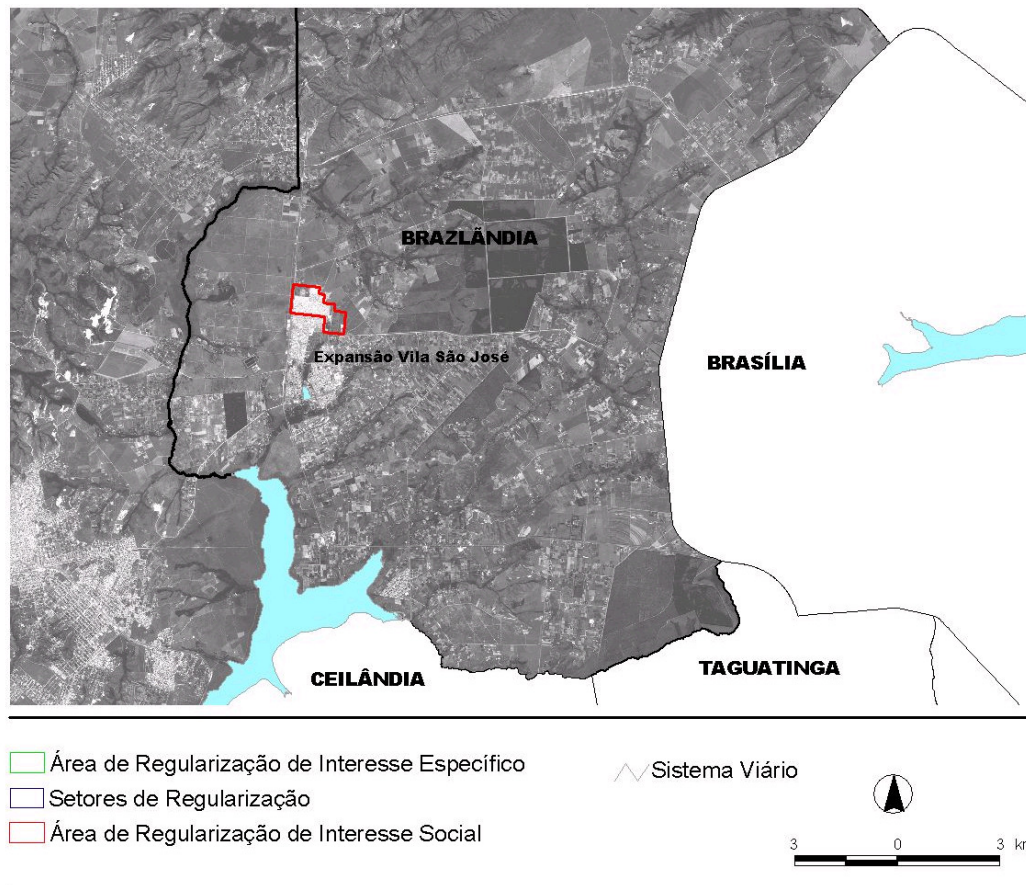 BRAZLÂNDIA
Expansão Vila São José
BRASÍLIA
CEILÂNDIA
TAGUATINGA
Área de Regularização de Interesse Específico
Setores de Regularização
Área de Regularização de Interesse Social
Sistema Viário
3 0 3 km